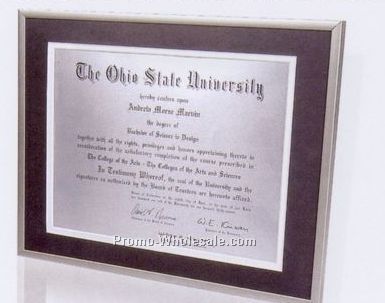 The Ohio State University
hereby confers upon
Andrew Morse Maevin
the degree of
Bachelor of Science in Design
together with all the rights, privileges and honors appertaining thereto in
consideration of the satisfactory completion of the course prescribed in
The College of the Arts - The Colleges of the Arts and Sciences
In Testimony Whereof, the seal of the University and the
signatures as authorized by the Board of Trustees are hereunto affixed.
Promo-Wholesale.com